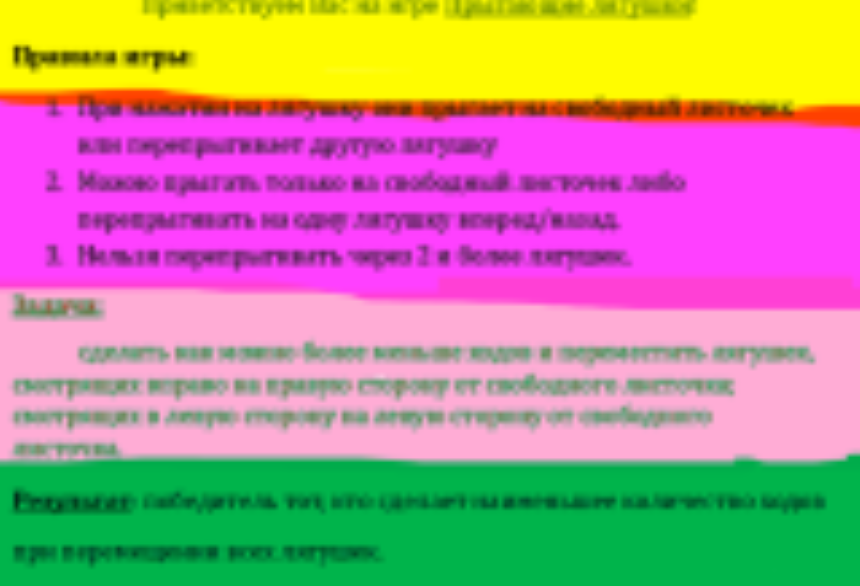 Приветствуем Вас на игре Прыгающие лягушки!
Правила игры:
1. При нажатии на лягушку она прыгает на свободный листочек
или перепрыгивает другую лягушку
2. Можно прыгать только на свободный листочек либо
перепрыгивать на одну лягушку вперед/назад.
3. Нельзя перепрыгивать через 2 и более лягушек.
Задача:
сделать как можно более меньше ходов и переместить лягушек,
смотрящих вправо на правую сторону от свободного листочка;
смотрящих в левую сторону на левую сторону от свободного
листочка.
Результат: победитель тот, кто сделает наименьшее количество ходов
при перемещении всех лягушек.